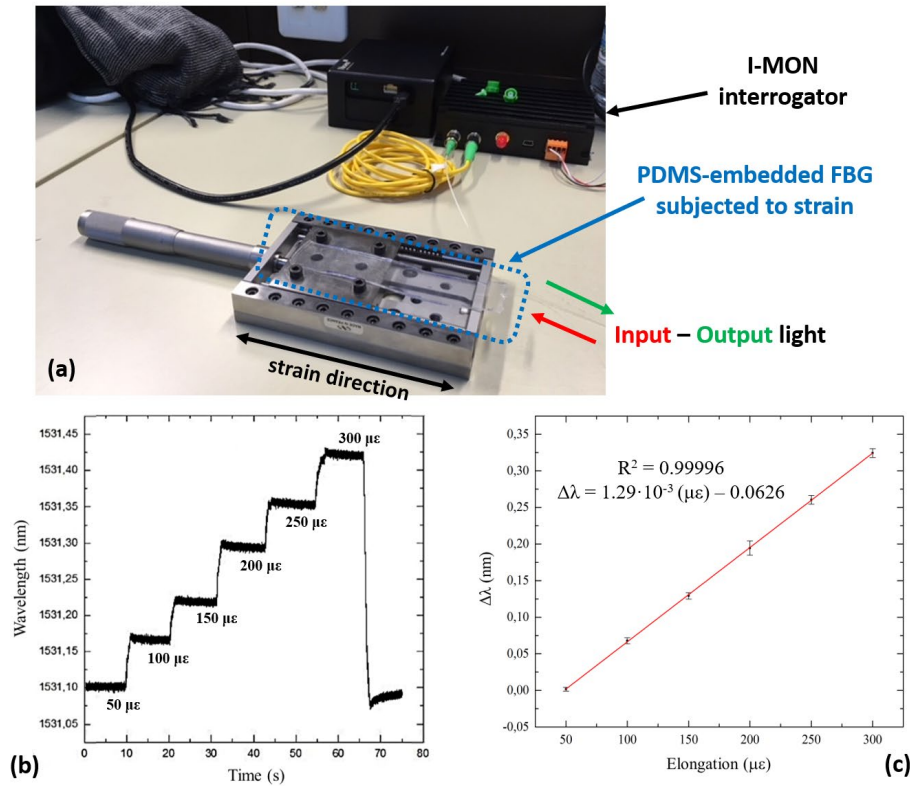 I-MON
interrogator
PDMS-embedded FBG
subjected to strain
Input – Output light
(a)
strain direction
1531,45
1531,40
1531,35
1531,30
1531,25
1531,20
1531,15
1531,10
1531,05
Wavelength (nm)
50 µε
100 µε
150 µε
200 µε
250 µε
300 µε
0 10 20 30 40 50 60 70 80
Time (s)
(b)
0,35
0,30
0,25
0,20
0,15
0,10
0,05
0,00
-0,05
Δλ (nm)
R² = 0.99996
Δλ = 1.29·10⁻³ (µε) – 0.0626
50 100 150 200 250 300
Elongation (µε)
(c)